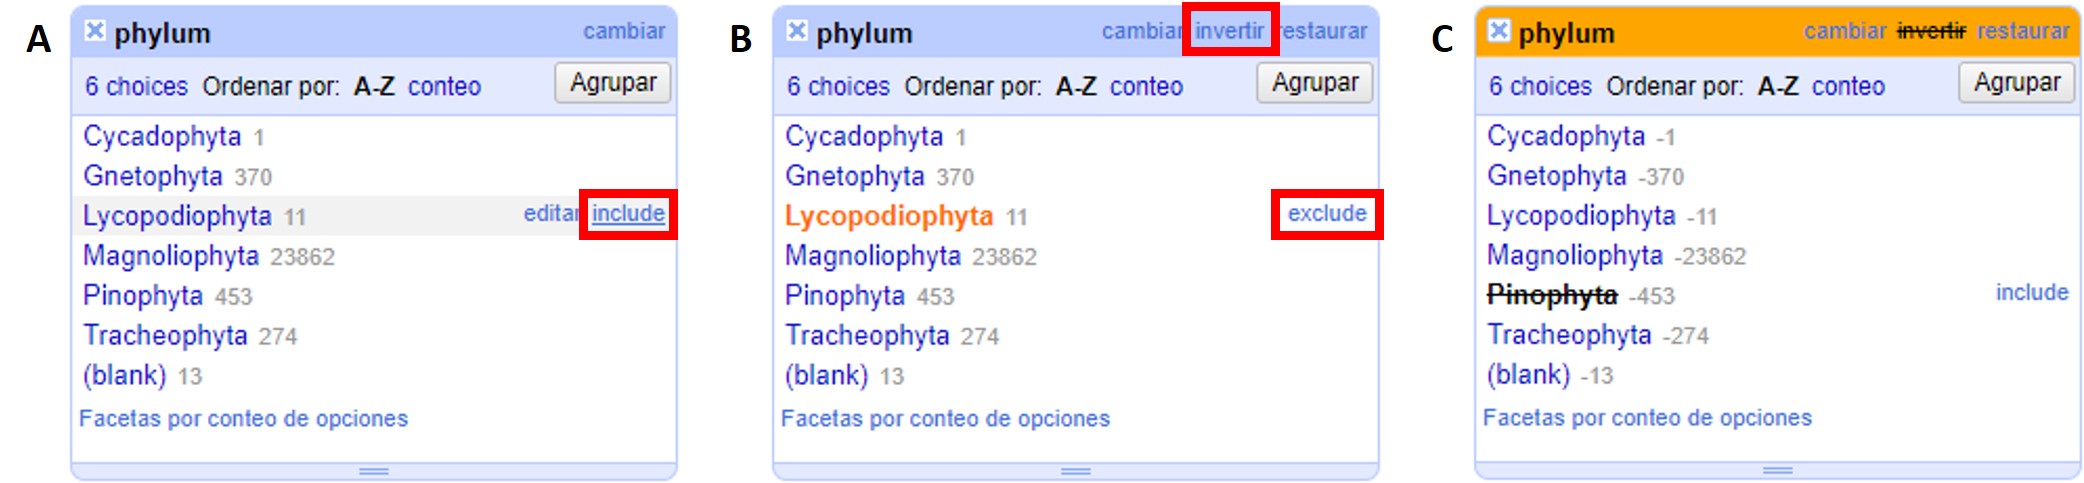 A
phylum cambiar
6 choices Ordenar por: A-Z conteo Agrupar
Cycadophyta 1
Gnetophyta 370
Lycopodiophyta 11 editar include
Magnoliophyta 23862
Pinophyta 453
Tracheophyta 274
(blank) 13
Facetas por conteo de opciones
B
phylum cambiar invertir restaurar
6 choices Ordenar por: A-Z conteo Agrupar
Cycadophyta 1
Gnetophyta 370
Lycopodiophyta 11 exclude
Magnoliophyta 23862
Pinophyta 453
Tracheophyta 274
(blank) 13
Facetas por conteo de opciones
C
phylum cambiar invertir restaurar
6 choices Ordenar por: A-Z conteo Agrupar
Cycadophyta -1
Gnetophyta -370
Lycopodiophyta -11
Magnoliophyta -23862
Pinophyta -453 include
Tracheophyta -274
(blank) -13
Facetas por conteo de opciones